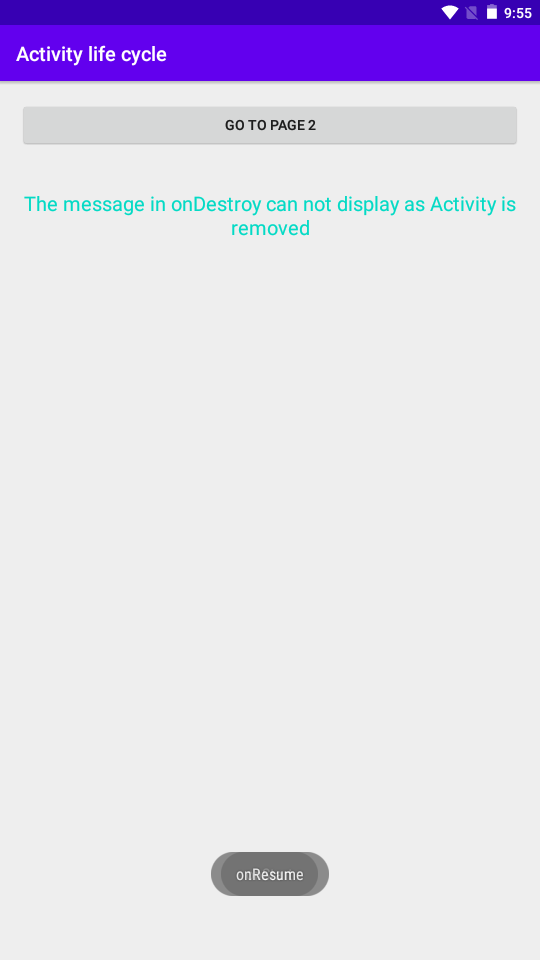 9:55
Activity life cycle
GO TO PAGE 2
The message in onDestroy can not display as Activity is
removed
onResume